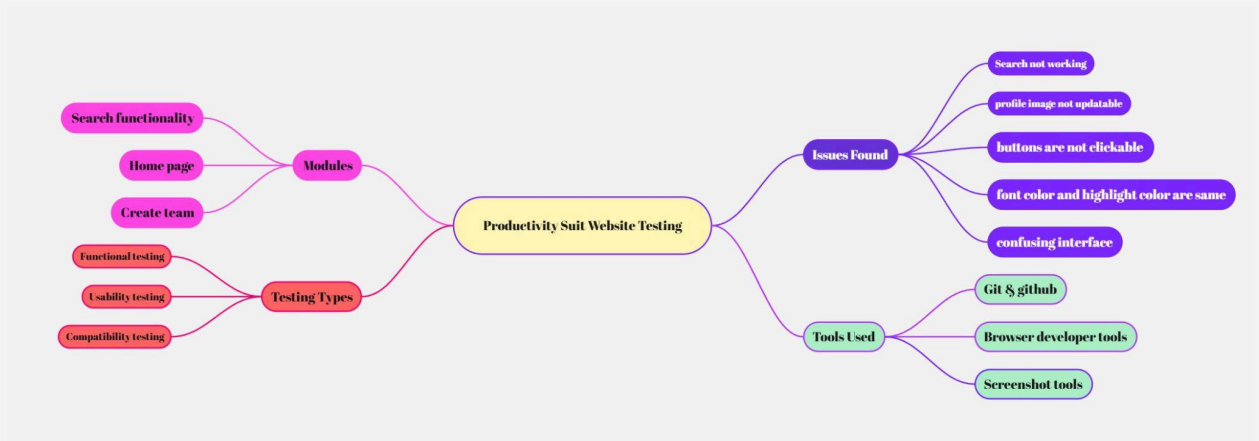 Search functionality
Home page
Create team
Modules
Functional testing
Usability testing
Compatibility testing
Testing Types
Productivity Suit Website Testing
Issues Found
Search not working
profile image not updatable
buttons are not clickable
font color and highlight color are same
confusing interface
Tools Used
Git & github
Browser developer tools
Screenshot tools